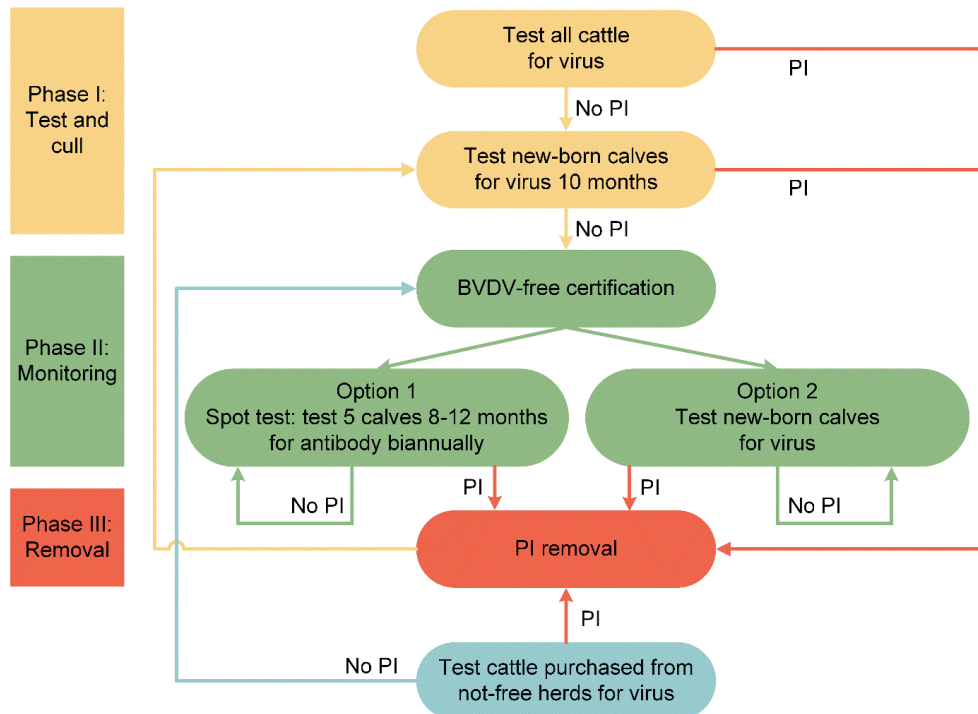 Test all cattle
for virus
PI
Phase I:
Test and
cull
No PI
Test new-born calves
for virus 10 months
PI
No PI
BVDV-free certification
Phase II:
Monitoring
Option 1
Spot test: test 5 calves 8-12 months
for antibody biannually
Option 2
Test new-born calves
for virus
No PI
PI
PI
No PI
Phase III:
Removal
PI removal
PI
No PI
Test cattle purchased from
not-free herds for virus